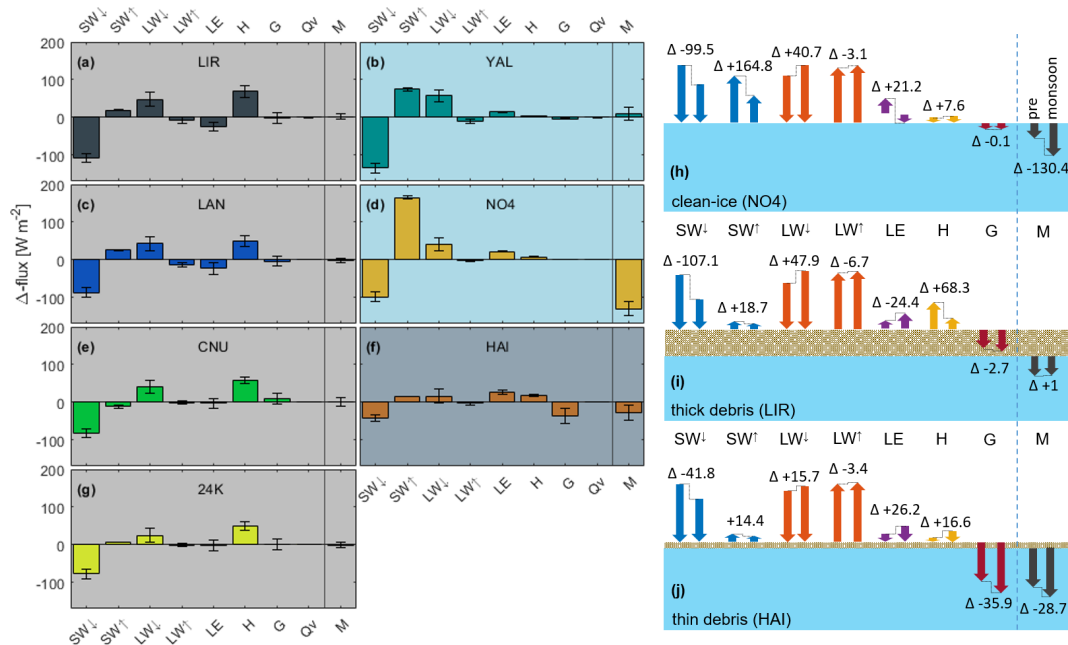 SW↓ SW↑ LW↓ LW↑ LE H G Qv M
SW↓ SW↑ LW↓ LW↑ LE H G Qv M
Δ-flux [W m-2]
200
100
0
-100
(a) LIR
(b) YAL
200
100
0
-100
(c) LAN
(d) NO4
200
100
0
-100
(e) CNU
(f) HAI
200
100
0
-100
(g) 24K
SW↓ SW↑ LW↓ LW↑ LE H G Qv M
SW↓ SW↑ LW↓ LW↑ LE H G Qv M
Δ -99.5
Δ +164.8
Δ +40.7
Δ -3.1
Δ +21.2
Δ +7.6
Δ -0.1
pre
monsoon
Δ -130.4
(h)
clean-ice (NO4)
SW↓ SW↑ LW↓ LW↑ LE H G M
Δ -107.1
Δ +18.7
Δ +47.9
Δ -6.7
Δ -24.4
Δ +68.3
Δ -2.7
Δ +1
(i)
thick debris (LIR)
SW↓ SW↑ LW↓ LW↑ LE H G M
Δ -41.8
Δ +14.4
Δ +15.7
Δ -3.4
Δ +26.2
Δ +16.6
Δ -35.9
Δ -28.7
(j)
thin debris (HAI)